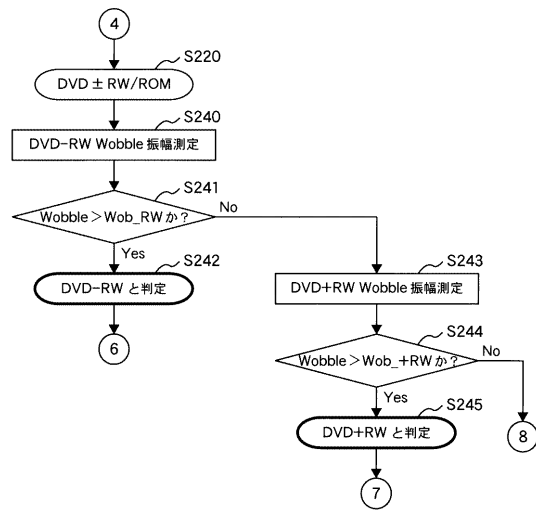 4
S220
DVD ± RW/ROM
S240
DVD−RW Wobble 振幅測定
S241
Wobble＞Wob_RWか？
No
Yes
S242
DVD−RW と判定
6
S243
DVD+RW Wobble 振幅測定
S244
Wobble＞Wob_+RWか？
No
Yes
S245
DVD+RW と判定
8
7